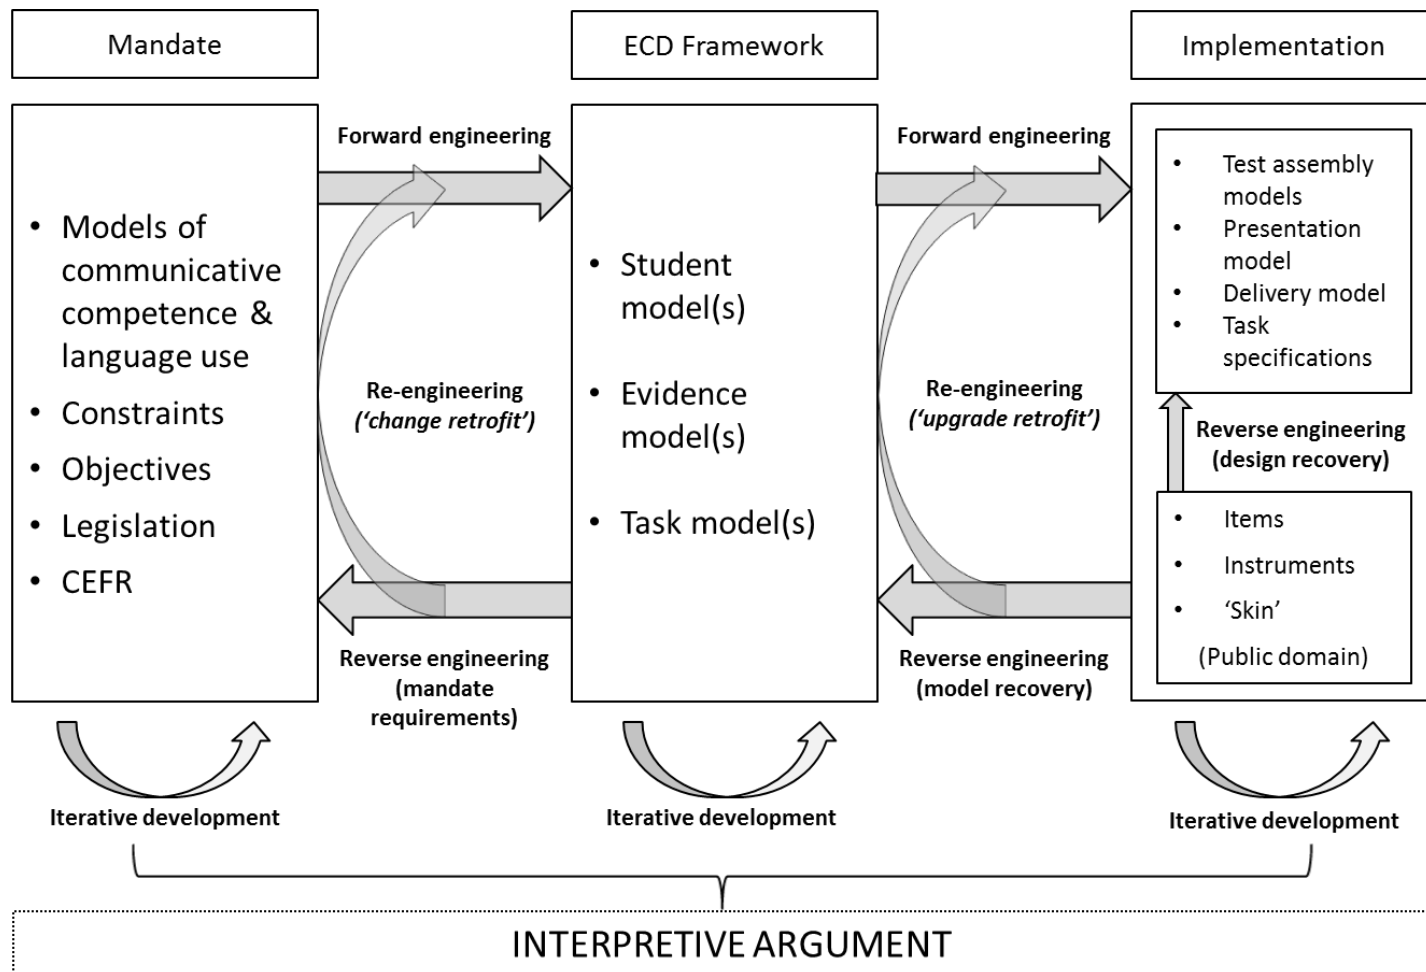 Mandate
ECD Framework
Implementation
• Models of
communicative
competence &
language use
• Constraints
• Objectives
• Legislation
• CEFR
Forward engineering
Re-engineering
(‘change retrofit’)
Reverse engineering
(mandate
requirements)
• Student
model(s)
• Evidence
model(s)
• Task model(s)
Forward engineering
Re-engineering
(‘upgrade retrofit’)
Reverse engineering
(model recovery)
• Test assembly
models
• Presentation
model
• Delivery model
• Task
specifications
Reverse engineering
(design recovery)
• Items
• Instruments
• ‘Skin’
(Public domain)
Iterative development
Iterative development
Iterative development
INTERPRETIVE ARGUMENT